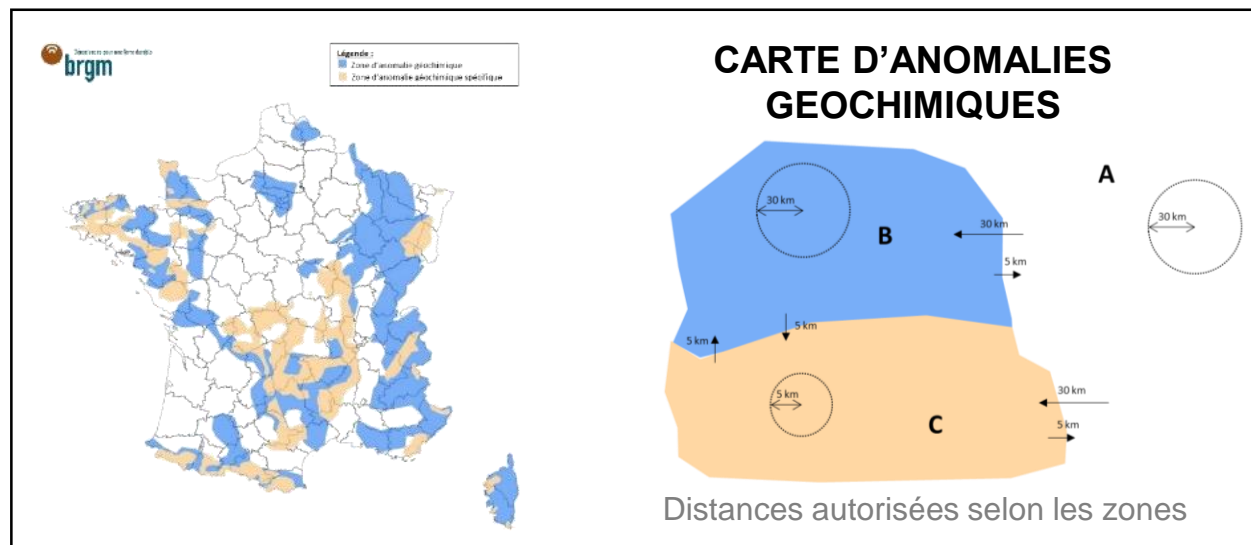 brgm
Légende :
Zone d'anomalie géochimique
Zone d'anomalie géochimique spécifique
CARTE D'ANOMALIES
GEOCHIMIQUES
A
30 km
30 km
B
30 km
5 km
5 km
5 km
5 km
30 km
C
5 km
Distances autorisées selon les zones